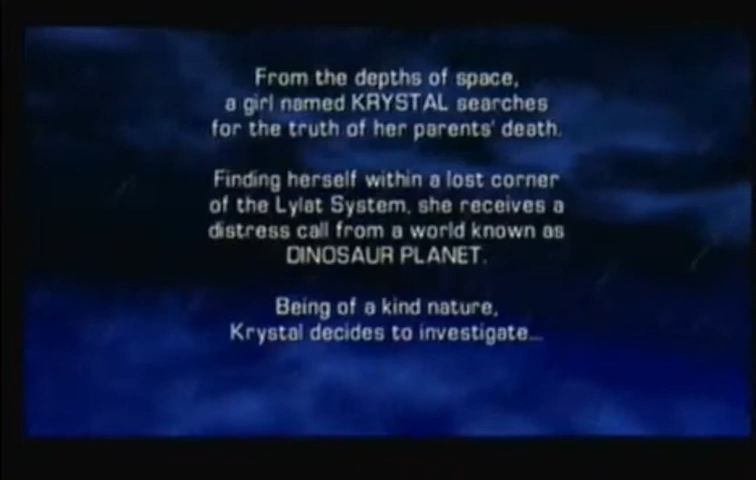 From the depths of space,
a girl named KRYSTAL searches
for the truth of her parents' death.
Finding herself within a lost corner
of the Lylat System, she receives a
distress call from a world known as
DINOSAUR PLANET.
Being of a kind nature,
Krystal decides to investigate...